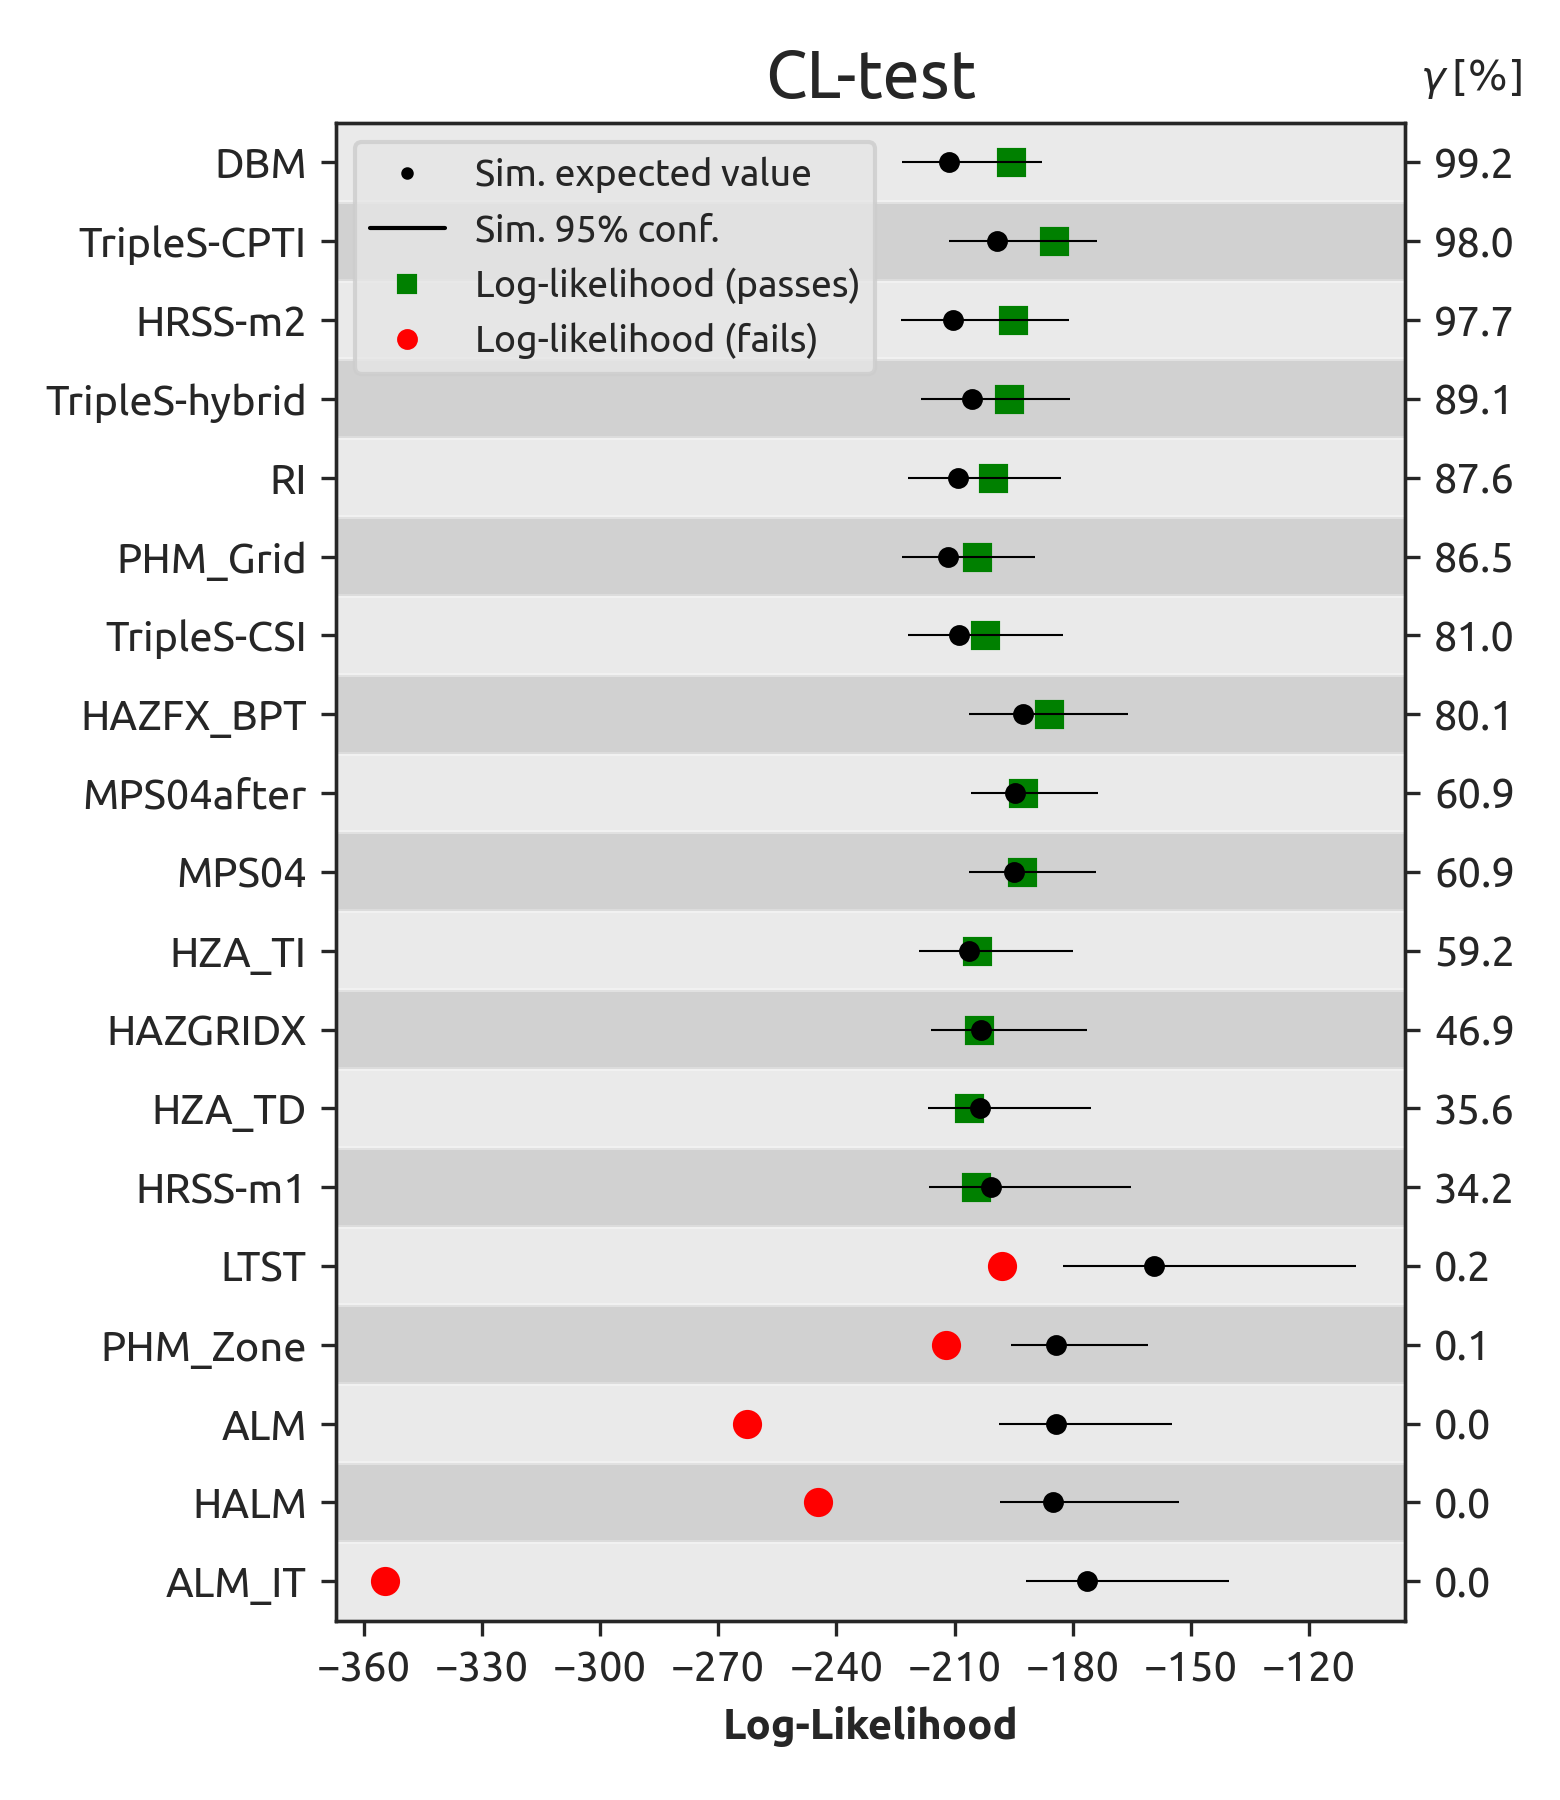 CL-test
γ [%]
Sim. expected value
Sim. 95% conf.
Log-likelihood (passes)
Log-likelihood (fails)
DBM 99.2
TripleS-CPTI 98.0
HRSS-m2 97.7
TripleS-hybrid 89.1
RI 87.6
PHM_Grid 86.5
TripleS-CSI 81.0
HAZFX_BPT 80.1
MPS04after 60.9
MPS04 60.9
HZA_TI 59.2
HAZGRIDX 46.9
HZA_TD 35.6
HRSS-m1 34.2
LTST 0.2
PHM_Zone 0.1
ALM 0.0
HALM 0.0
ALM_IT 0.0
−360 −330 −300 −270 −240 −210 −180 −150 −120
Log-Likelihood